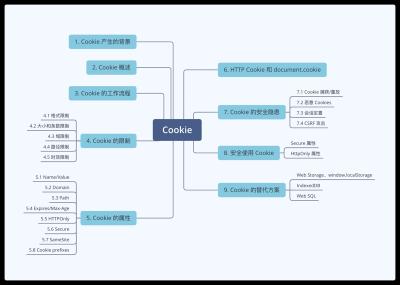 Cookie
1. Cookie 产生的背景
2. Cookie 概述
3. Cookie 的工作流程
4. Cookie 的限制
4.1 格式限制
4.2 大小和条数限制
4.3 域限制
4.4 路径限制
4.5 时效限制
5. Cookie 的属性
5.1 Name/Value
5.2 Domain
5.3 Path
5.4 Expires/Max-Age
5.5 HTTPOnly
5.6 Secure
5.7 SameSite
5.8 Cookie prefixes
6. HTTP Cookie 和 document.cookie
7. Cookie 的安全隐患
7.1 Cookie 捕获/重放
7.2 恶意 Cookies
7.3 会话定置
7.4 CSRF 攻击
8. 安全使用 Cookie
Secure 属性
HttpOnly 属性
9. Cookie 的替代方案
Web Storage、window.localStorage
IndexedDB
Web SQL